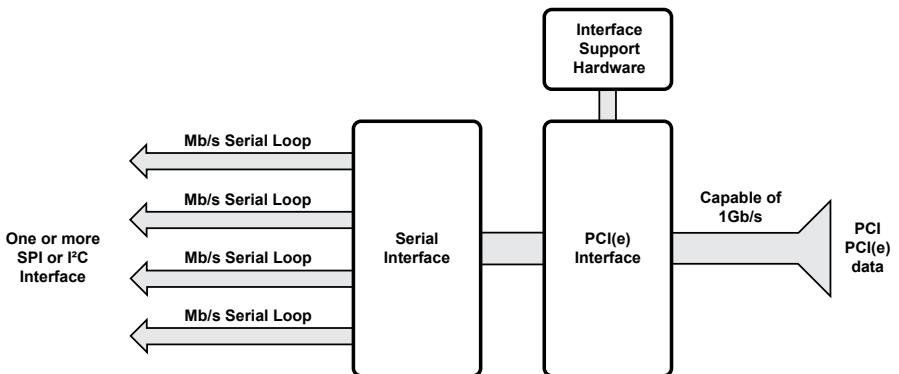 Interface
Support
Hardware
Mb/s Serial Loop
Mb/s Serial Loop
Mb/s Serial Loop
Mb/s Serial Loop
One or more
SPI or I²C
Interface
Serial
Interface
PCI(e)
Interface
Capable of
1Gb/s
PCI
PCI(e)
data